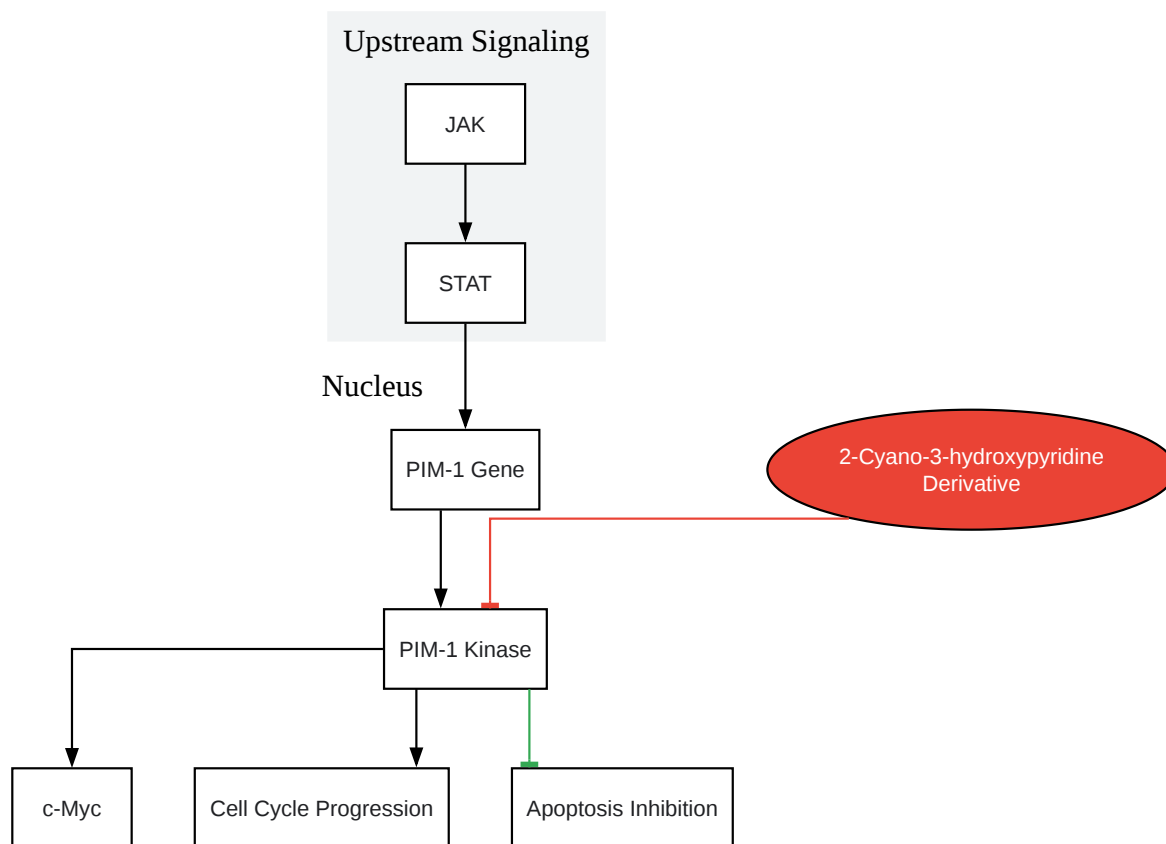 Upstream Signaling
JAK
STAT
Nucleus
PIM-1 Gene
2-Cyano-3-hydroxypyridine
Derivative
PIM-1 Kinase
c-Myc
Cell Cycle Progression
Apoptosis Inhibition